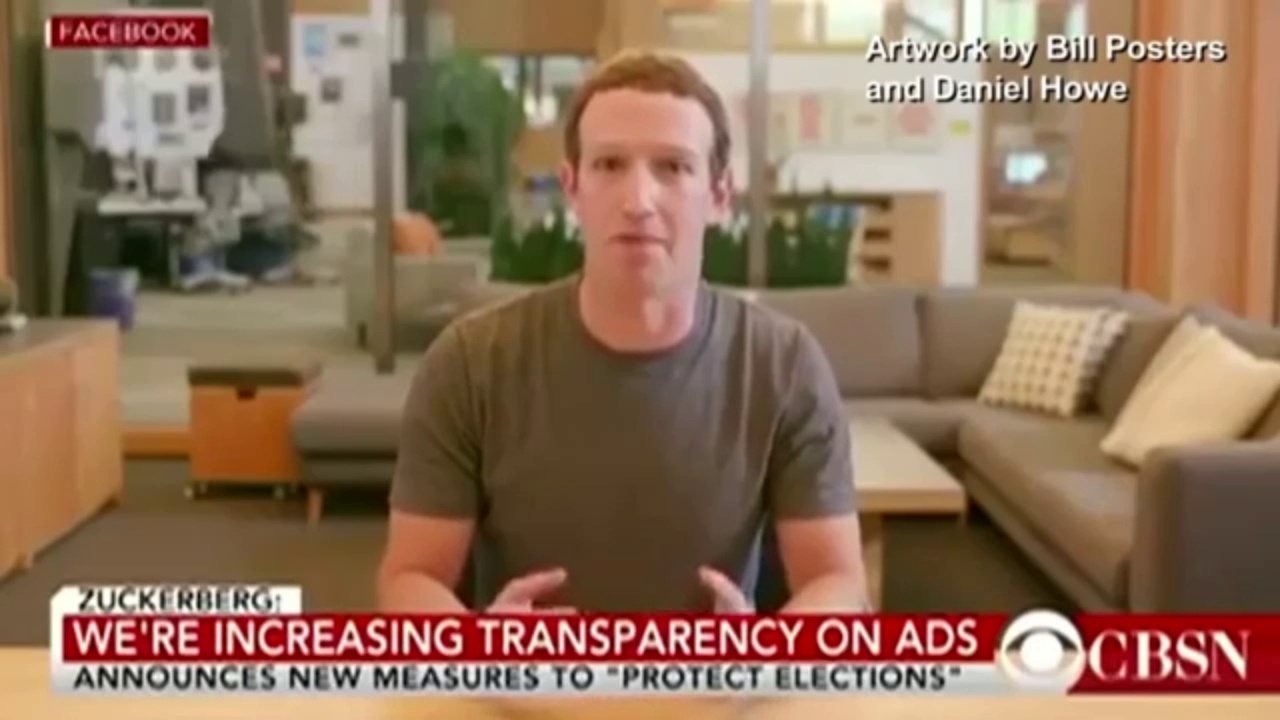 FACEBOOK
Artwork by Bill Posters
and Daniel Howe
ZUCKERBERG:
WE'RE INCREASING TRANSPARENCY ON ADS
ANNOUNCES NEW MEASURES TO "PROTECT ELECTIONS"
CBSN